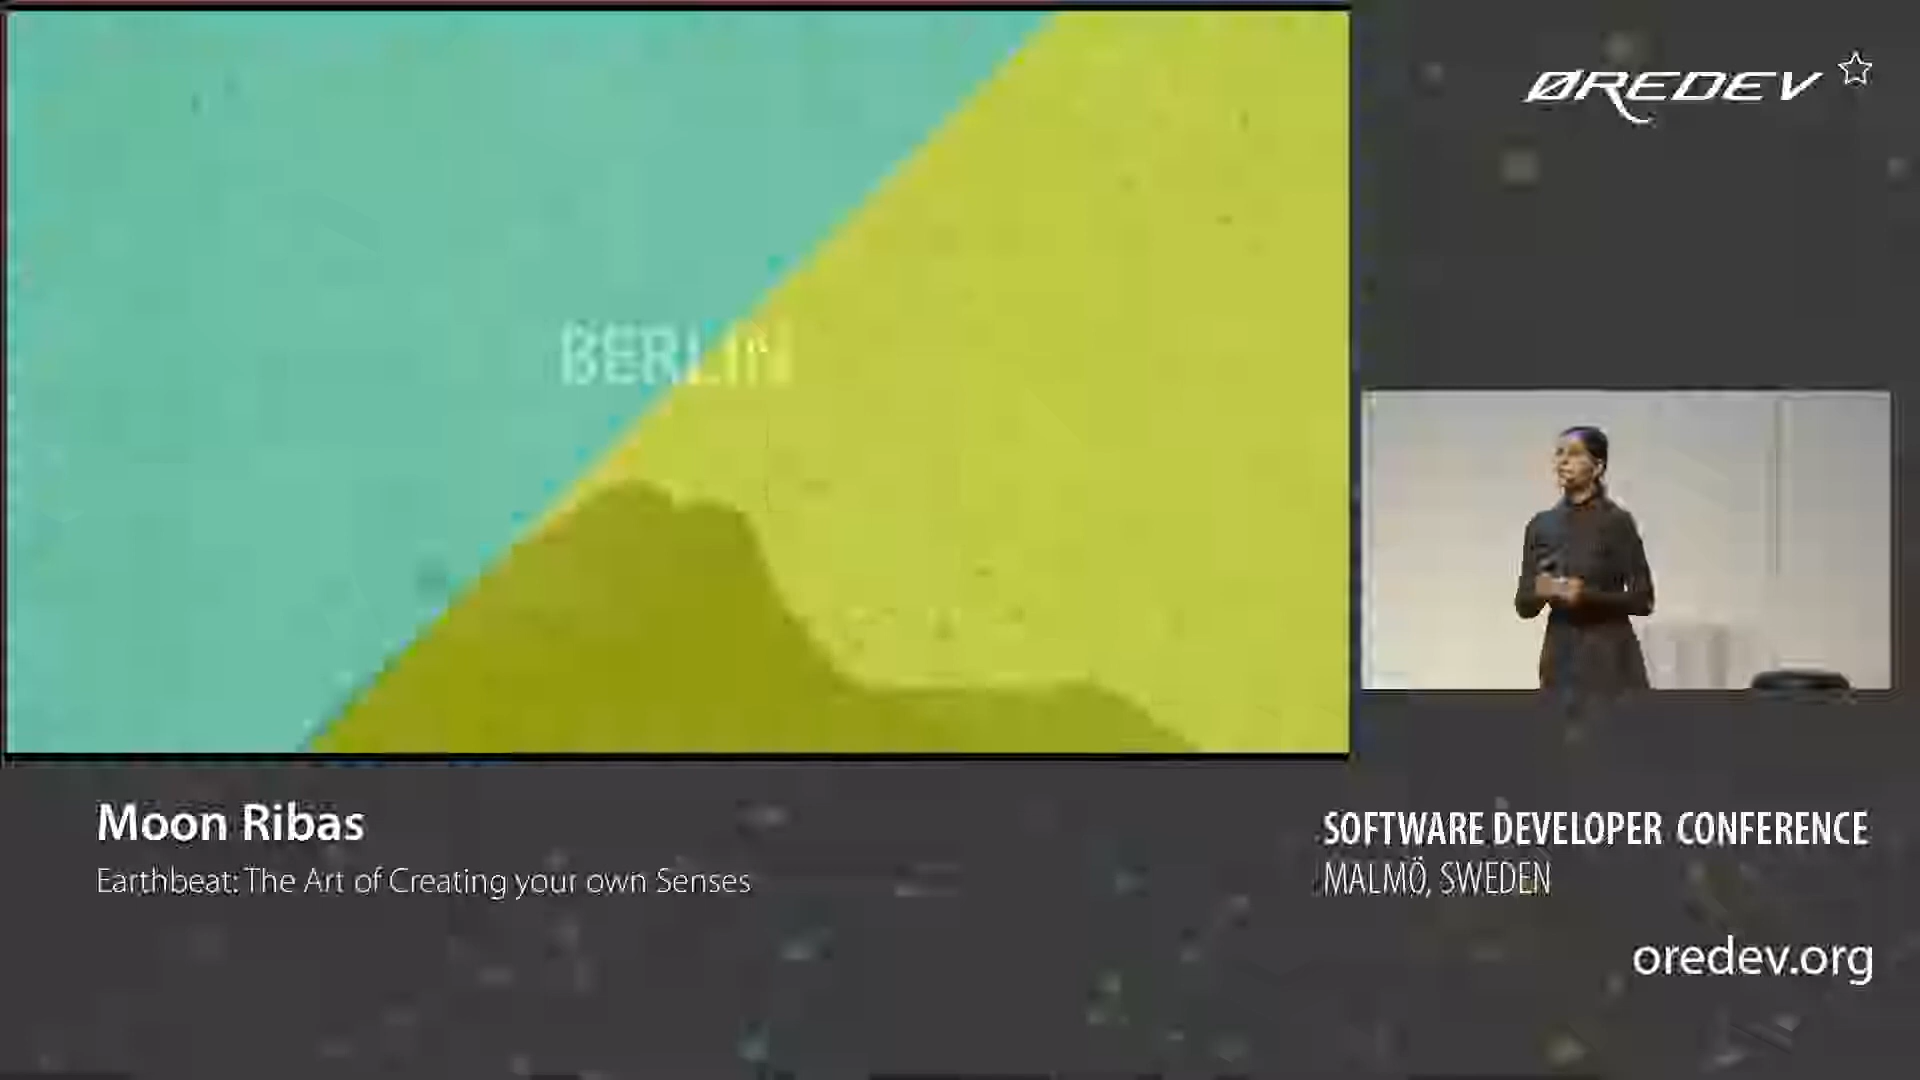 ØREDEV
BERLIN
Moon Ribas
Earthbeat: The Art of Creating your own Senses
SOFTWARE DEVELOPER CONFERENCE
MALMÖ, SWEDEN
oredev.org